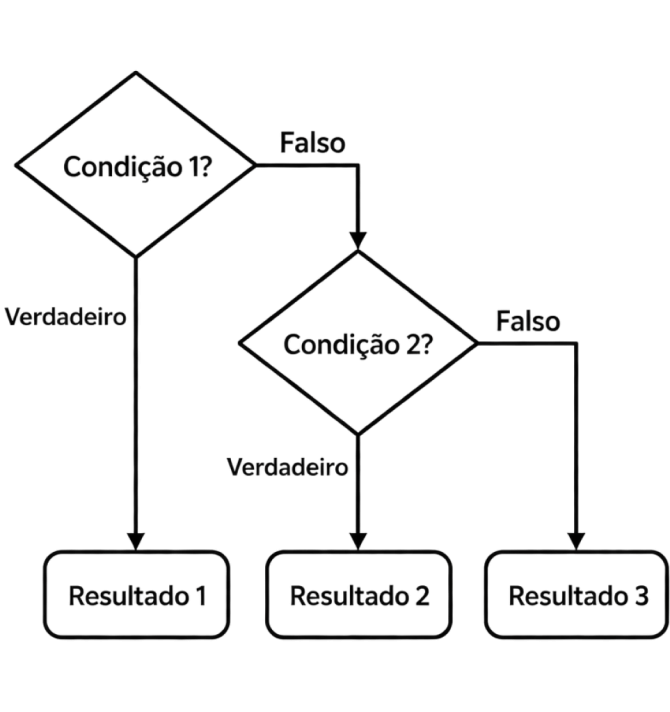 Condição 1?
Falso
Verdadeiro
Condição 2?
Falso
Verdadeiro
Resultado 1
Resultado 2
Resultado 3